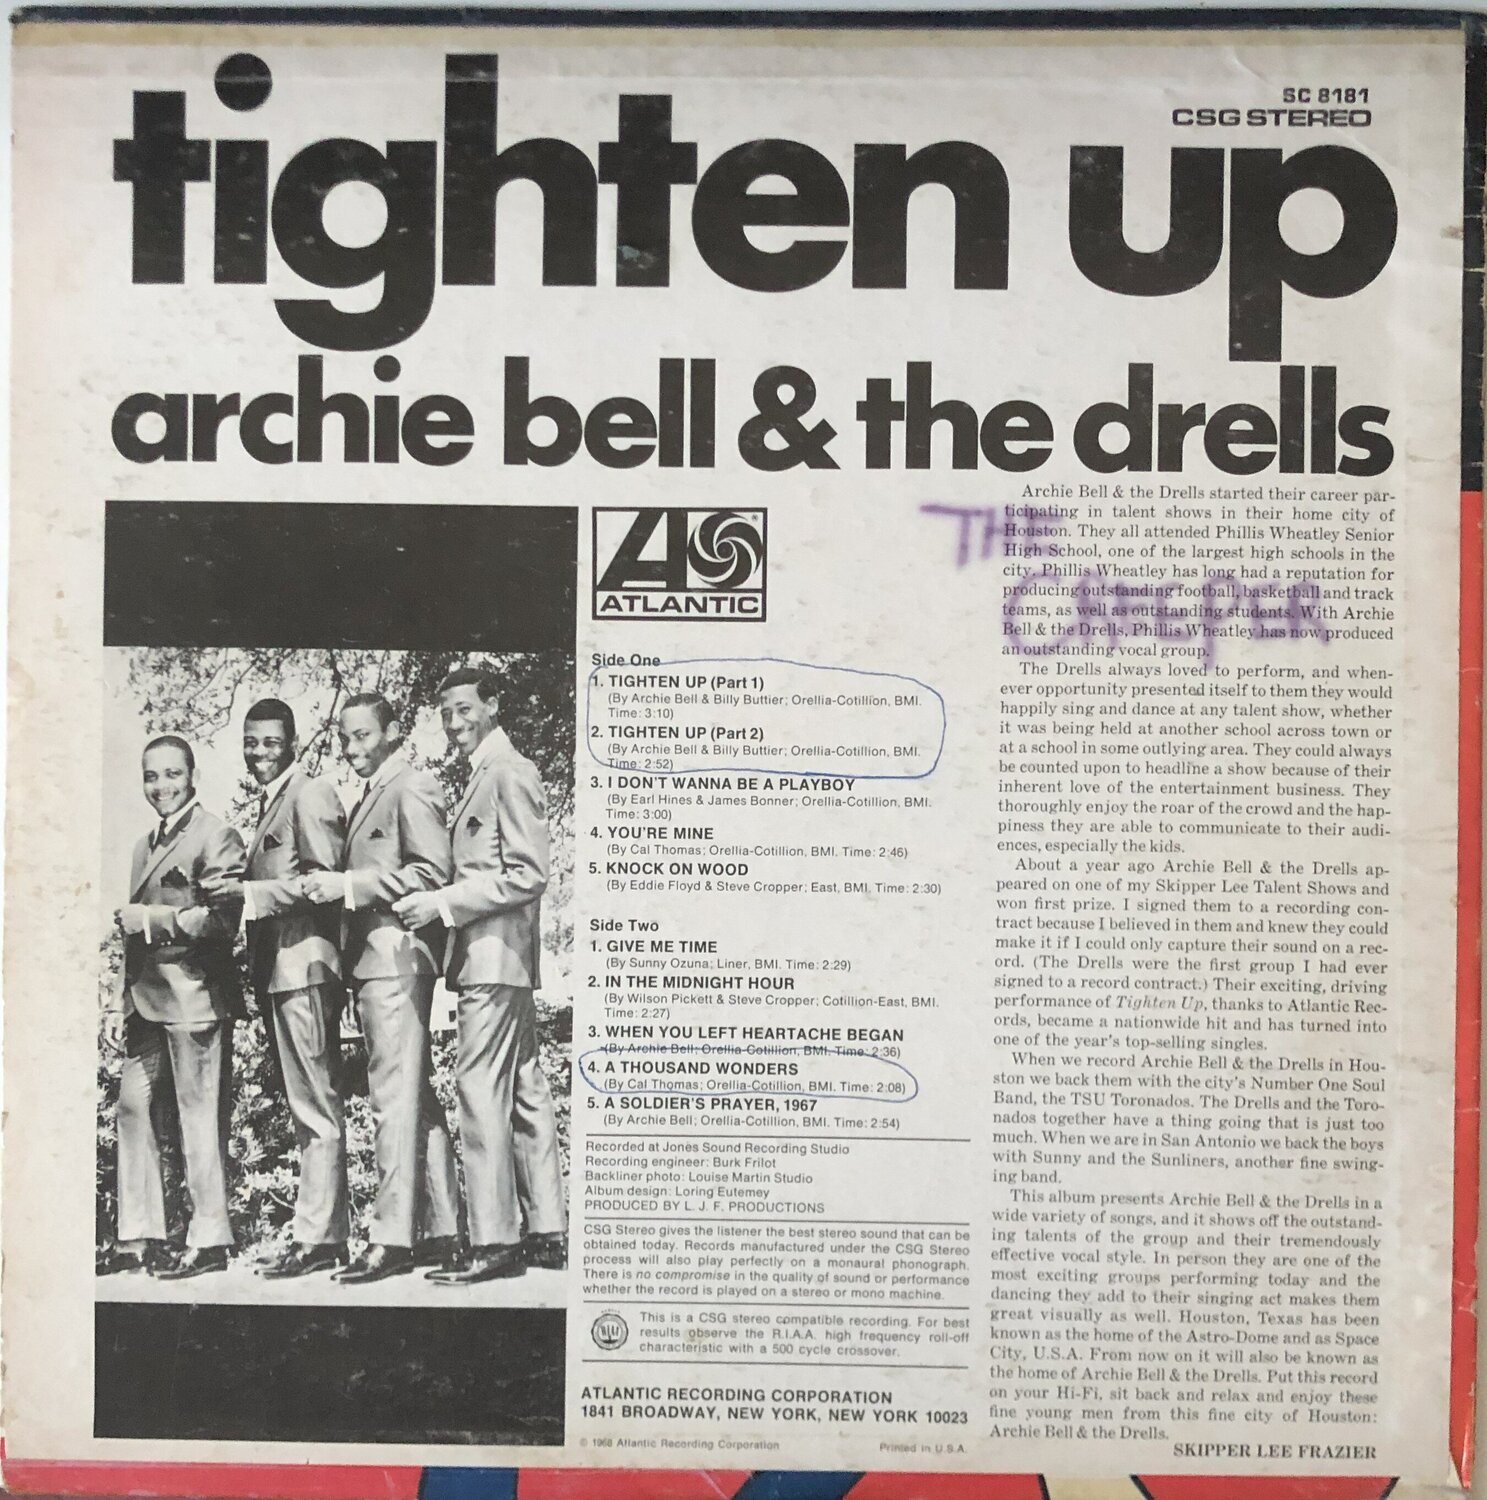 SC 8181
CSG STEREO
tighten up
archie bell & the drells
ATLANTIC
Side One
1. TIGHTEN UP (Part 1)
(By Archie Bell & Billy Buttier; Orellia-Cotillion, BMI.
Time: 3:10)
2. TIGHTEN UP (Part 2)
(By Archie Bell & Billy Buttier; Orellia-Cotillion, BMI.
Time: 2:52)
3. I DON'T WANNA BE A PLAYBOY
(By Earl Hines & James Bonner; Orellia-Cotillion, BMI.
Time: 3:00)
4. YOU'RE MINE
(By Cal Thomas; Orellia-Cotillion, BMI. Time: 2:46)
5. KNOCK ON WOOD
(By Eddie Floyd & Steve Cropper; East, BMI. Time: 2:30)
Side Two
1. GIVE ME TIME
(By Sunny Ozuna; Liner, BMI. Time: 2:29)
2. IN THE MIDNIGHT HOUR
(By Wilson Pickett & Steve Cropper; Cotillion-East, BMI.
Time: 2:27)
3. WHEN YOU LEFT HEARTACHE BEGAN
(By Archie Bell; Orellia-Cotillion, BMI. Time: 2:36)
4. A THOUSAND WONDERS
(By Cal Thomas; Orellia-Cotillion, BMI. Time: 2:08)
5. A SOLDIER'S PRAYER, 1967
(By Archie Bell; Orellia-Cotillion, BMI. Time: 2:54)
Recorded at Jones Sound Recording Studio
Recording engineer: Burk Frilot
Backliner photo: Louise Martin Studio
Album design: Loring Eutemey
PRODUCED BY L. J. F. PRODUCTIONS
CSG Stereo gives the listener the best stereo sound that can be
obtained today. Records manufactured under the CSG Stereo
process will also play perfectly on a monaural phonograph.
There is no compromise in the quality of sound or performance
whether the record is played on a stereo or mono machine.
This is a CSG stereo compatible recording. For best
results observe the R.I.A.A. high frequency roll-off
characteristic with a 500 cycle crossover.
ATLANTIC RECORDING CORPORATION
1841 BROADWAY, NEW YORK, NEW YORK 10023
© 1968 Atlantic Recording Corporation
Printed in U.S.A.
THE
Archie Bell & the Drells started their career par-
ticipating in talent shows in their home city of
Houston. They all attended Phillis Wheatley Senior
High School, one of the largest high schools in the
city. Phillis Wheatley has long had a reputation for
producing outstanding football, basketball and track
teams, as well as outstanding students. With Archie
Bell & the Drells, Phillis Wheatley has now produced
an outstanding vocal group.
The Drells always loved to perform, and when-
ever opportunity presented itself to them they would
happily sing and dance at any talent show, whether
it was being held at another school across town or
at a school in some outlying area. They could always
be counted upon to headline a show because of their
inherent love of the entertainment business. They
thoroughly enjoy the roar of the crowd and the hap-
piness they are able to communicate to their audi-
ences, especially the kids.
About a year ago Archie Bell & the Drells ap-
peared on one of my Skipper Lee Talent Shows and
won first prize. I signed them to a recording con-
tract because I believed in them and knew they could
make it if I could only capture their sound on a rec-
ord. (The Drells were the first group I had ever
signed to a record contract.) Their exciting, driving
performance of Tighten Up, thanks to Atlantic Rec-
ords, became a nationwide hit and has turned into
one of the year's top-selling singles.
When we record Archie Bell & the Drells in Hou-
ston we back them with the city's Number One Soul
Band, the TSU Toronados. The Drells and the Toro-
nados together have a thing going that is just too
much. When we are in San Antonio we back the boys
with Sunny and the Sunliners, another fine swing-
ing band.
This album presents Archie Bell & the Drells in a
wide variety of songs, and it shows off the outstand-
ing talents of the group and their tremendously
effective vocal style. In person they are one of the
most exciting groups performing today and the
dancing they add to their singing act makes them
great visually as well. Houston, Texas has been
known as the home of the Astro-Dome and as Space
City, U.S.A. From now on it will also be known as
the home of Archie Bell & the Drells. Put this record
on your Hi-Fi, sit back and relax and enjoy these
fine young men from this fine city of Houston:
Archie Bell & the Drells.
SKIPPER LEE FRAZIER